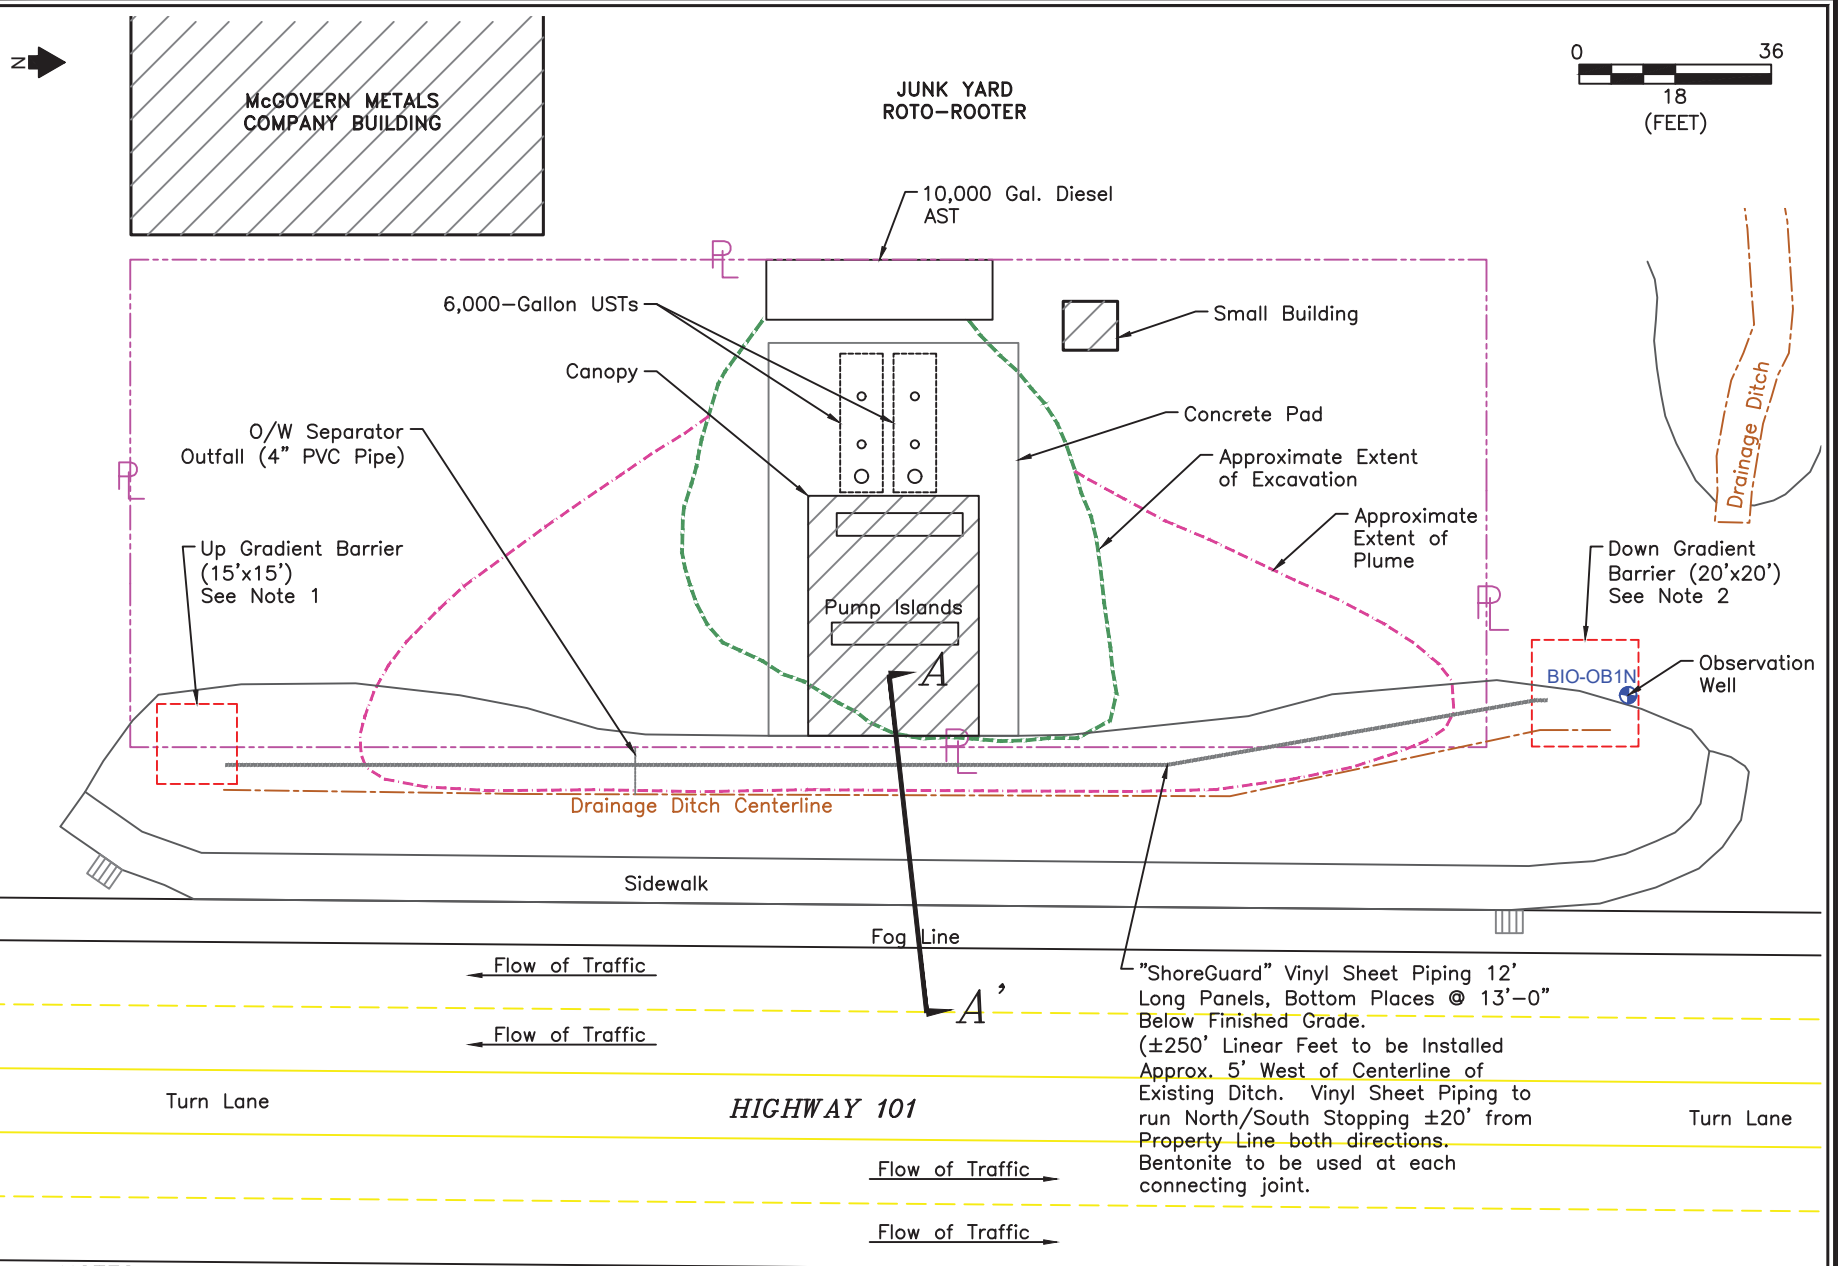 N
McGOVERN METALS
COMPANY BUILDING
JUNK YARD
ROTO-ROOTER
0 36
18
(FEET)
10,000 Gal. Diesel
AST
PL
6,000-Gallon USTs
Small Building
Canopy
Concrete Pad
O/W Separator
Outfall (4" PVC Pipe)
PL
Approximate Extent
of Excavation
Drainage Ditch
Approximate
Extent of
Plume
Up Gradient Barrier
(15'x15')
See Note 1
Down Gradient
Barrier (20'x20')
See Note 2
PL
Pump Islands
A
BIO-OB1N
Observation
Well
PL
Drainage Ditch Centerline
Sidewalk
Fog Line
Flow of Traffic
A'
Flow of Traffic
"ShoreGuard" Vinyl Sheet Piping 12'
Long Panels, Bottom Places @ 13'-0"
Below Finished Grade.
(±250' Linear Feet to be Installed
Approx. 5' West of Centerline of
Existing Ditch. Vinyl Sheet Piping to
run North/South Stopping ±20' from
Property Line both directions.
Bentonite to be used at each
connecting joint.
Turn Lane
HIGHWAY 101
Turn Lane
Flow of Traffic
Flow of Traffic